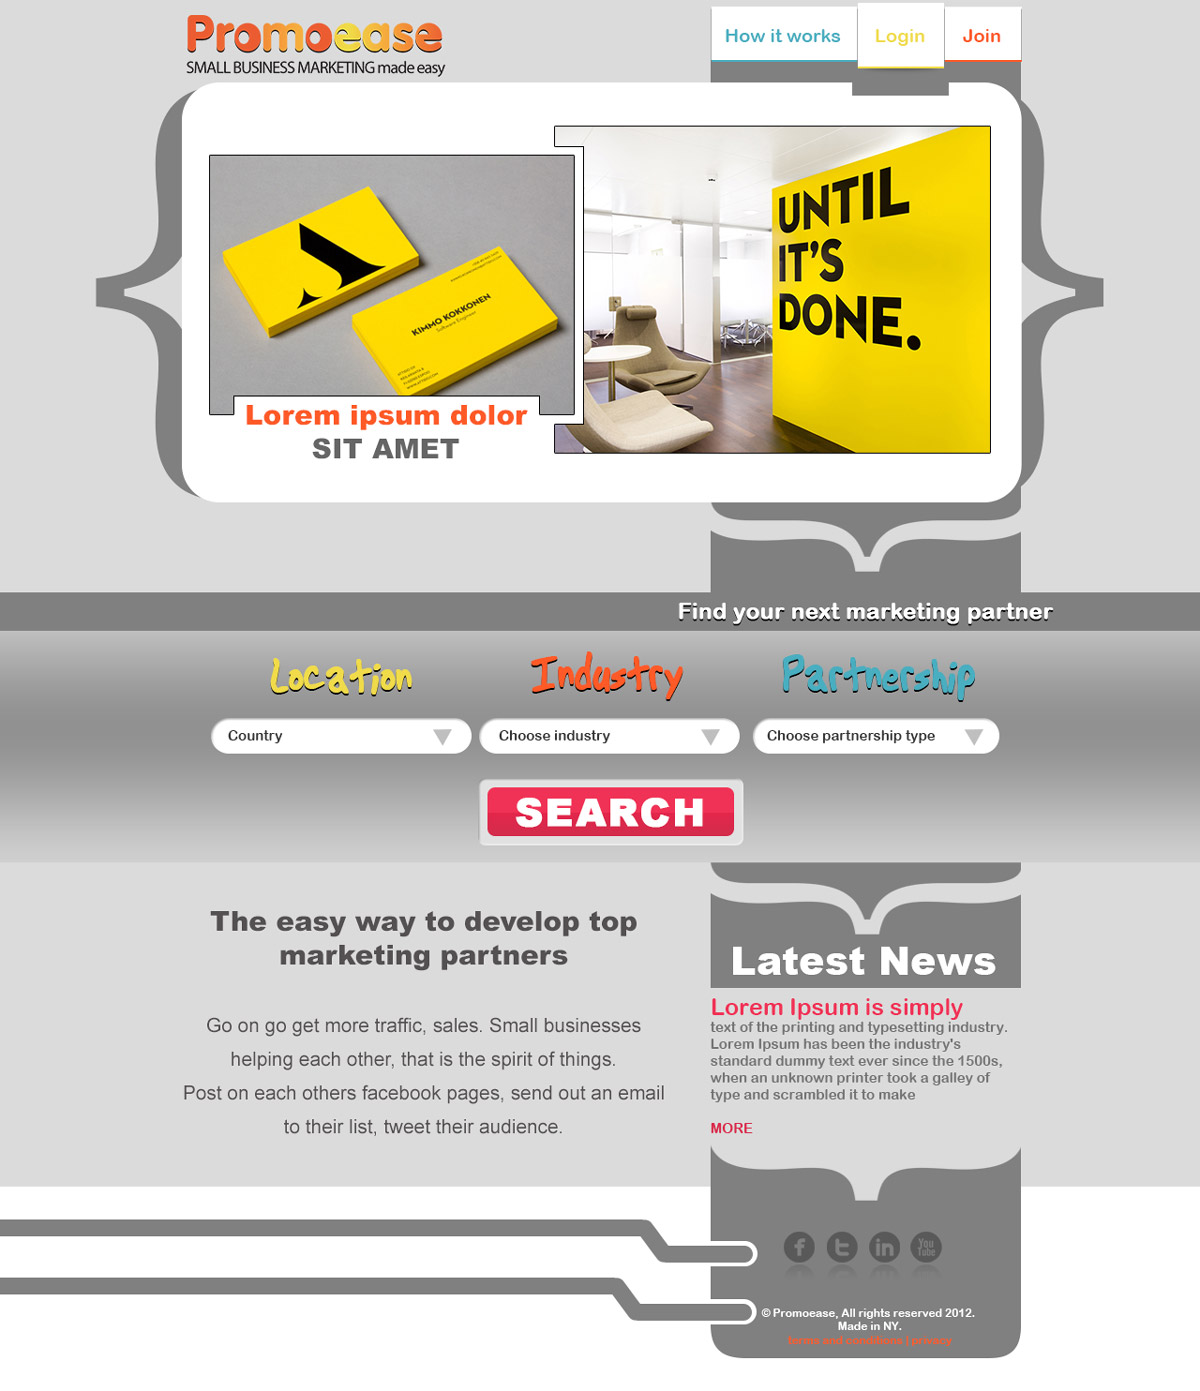 Promoease
SMALL BUSINESS MARKETING made easy
How it works
Login
Join
KIMMO KOKKONEN
Software Engineer
UNTIL
IT'S
DONE.
Lorem ipsum dolor
SIT AMET
Find your next marketing partner
Location
Industry
Partnership
Country
Choose industry
Choose partnership type
SEARCH
The easy way to develop top
marketing partners
Go on go get more traffic, sales. Small businesses
helping each other, that is the spirit of things.
Post on each others facebook pages, send out an email
to their list, tweet their audience.
Latest News
Lorem Ipsum is simply
text of the printing and typesetting industry.
Lorem Ipsum has been the industry's
standard dummy text ever since the 1500s,
when an unknown printer took a galley of
type and scrambled it to make
MORE
f t in You
Tube
© Promoease, All rights reserved 2012.
Made in NY.
terms and conditions | privacy